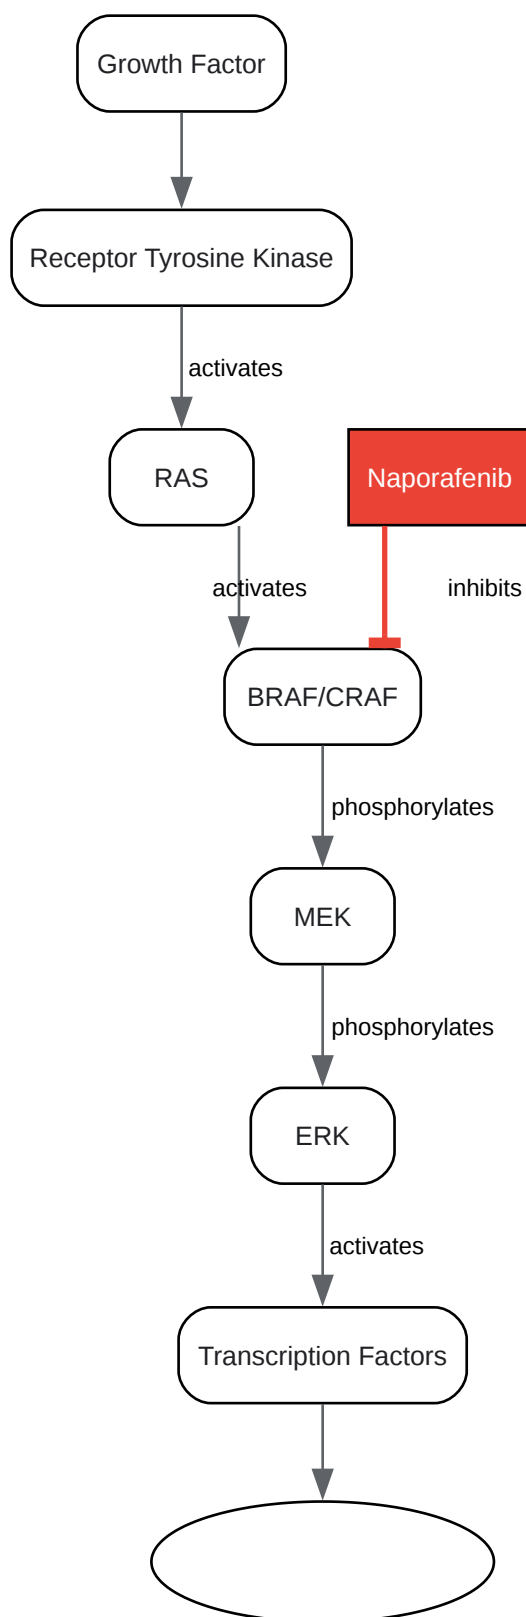 Growth Factor
Receptor Tyrosine Kinase
activates
RAS
Naporafenib
activates
inhibits
BRAF/CRAF
phosphorylates
MEK
phosphorylates
ERK
activates
Transcription Factors